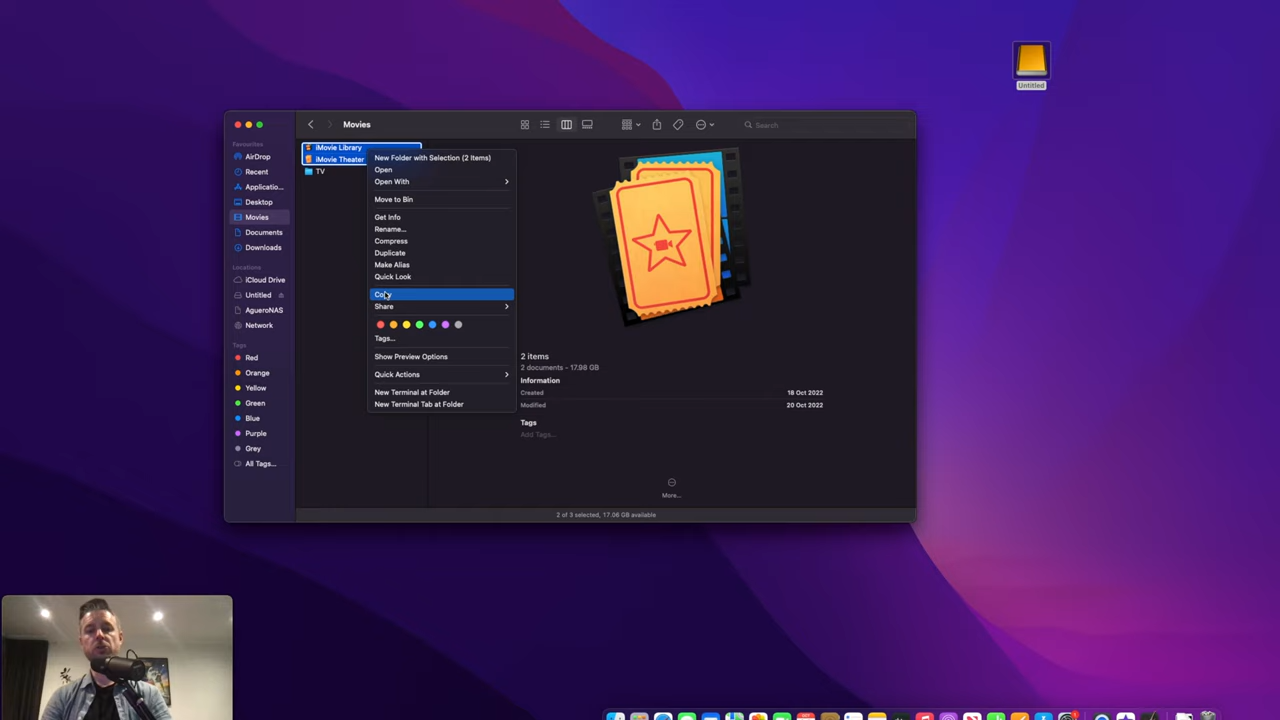 Untitled
Movies
Search
Favourites
AirDrop
Recent
Applicatio...
Desktop
Movies
Documents
Downloads
Locations
iCloud Drive
Untitled
AgueroNAS
Network
Tags
Red
Orange
Yellow
Green
Blue
Purple
Grey
All Tags...
iMovie Library
iMovie Theater
TV
New Folder with Selection (2 Items)
Open
Open With
Move to Bin
Get Info
Rename...
Compress
Duplicate
Make Alias
Quick Look
Copy
Share
Tags...
Show Preview Options
Quick Actions
New Terminal at Folder
New Terminal Tab at Folder
2 items
2 documents - 17.98 GB
Information
Created 18 Oct 2022
Modified 20 Oct 2022
Tags
Add Tags...
More...
2 of 3 selected, 17.06 GB available